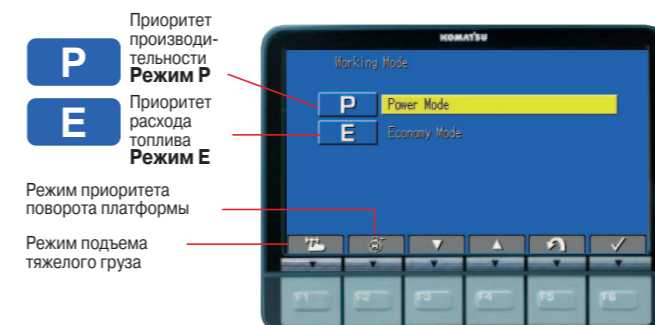 P
Приоритет
производи-
тельности
Режим P
E
Приоритет
расхода
топлива
Режим E
Режим приоритета
поворота платформы
Режим подъема
тяжелого груза
KOMATSU
Working Mode
P Power Mode
E Economy Mode
F1 F2 F3 F4 F5 F6